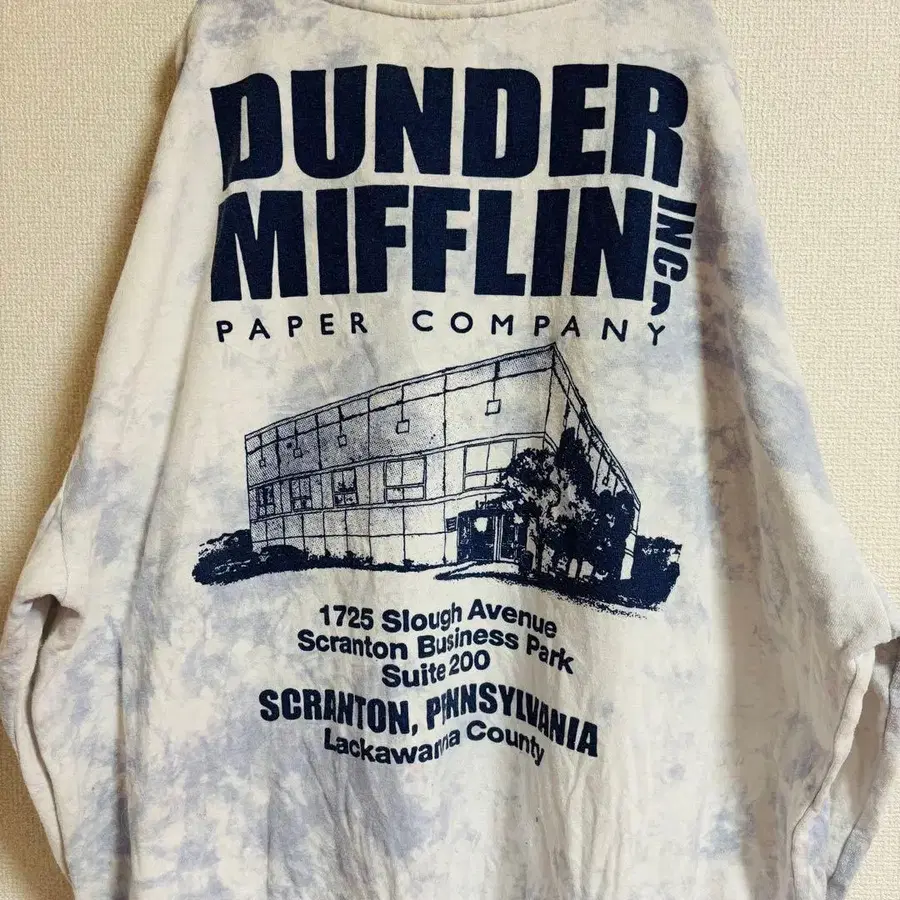 DUNDER
MIFFLIN, INC.
PAPER COMPANY
1725 Slough Avenue
Scranton Business Park
Suite 200
SCRANTON, PENNSYLVANIA
Lackawanna County